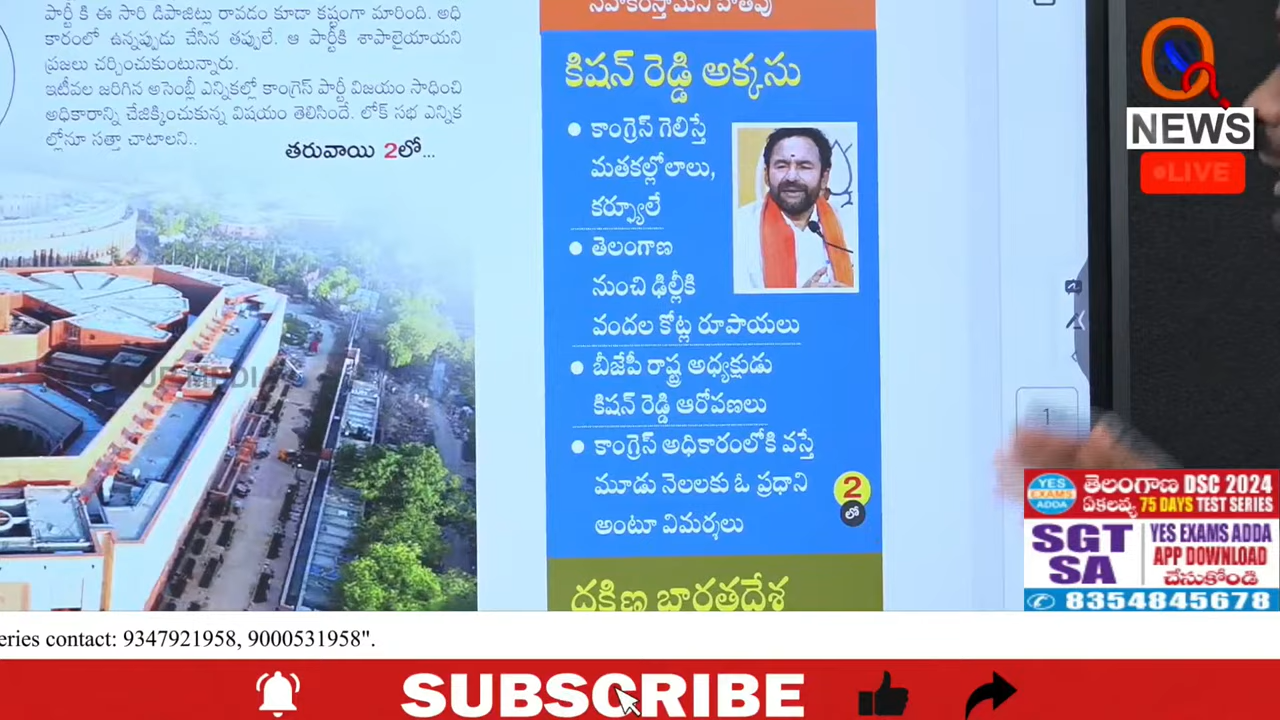 పార్టీ కి ఈ సారి డిపాజిట్లు రావడం కూడా కష్టంగా మారింది. అధి
కారంలో ఉన్నప్పుడు చేసిన తప్పులే. ఆ పార్టీకి శాపాలైయాయని
ప్రజలు చర్చించుకుంటున్నారు.
ఇటీవల జరిగిన అసెంబ్లీ ఎన్నికల్లో కాంగ్రెస్ పార్టీ విజయం సాధించి
అధికారాన్ని చేజిక్కించుకున్న విషయం తెలిసిందే. లోక్ సభ ఎన్నిక
ల్లోనూ సత్తా చాటాలని..
తరువాయి 2లో...
కిషన్ రెడ్డి అక్కసు
• కాంగ్రెస్ గెలిస్తే
మతకల్లోలాలు,
కర్ఫ్యూలే
• తెలంగాణ
నుంచి ఢిల్లీకి
వందల కోట్ల రూపాయలు
• బీజేపీ రాష్ట్ర అధ్యక్షుడు
కిషన్ రెడ్డి ఆరోపణలు
• కాంగ్రెస్ అధికారంలోకి వస్తే
మూడు నెలలకు ఓ ప్రధాని
అంటూ విమర్శలు
2
లో
దక్షిణ భారతదేశ
Q
NEWS
LIVE
1
YES
EXAMS
ADDA
తెలంగాణ DSC 2024
ఏకలవ్య 75 DAYS TEST SERIES
SGT
SA
YES EXAMS ADDA
APP DOWNLOAD
చేసుకోండి
8354845678
eries contact: 9347921958, 9000531958".
SUBSCRIBE